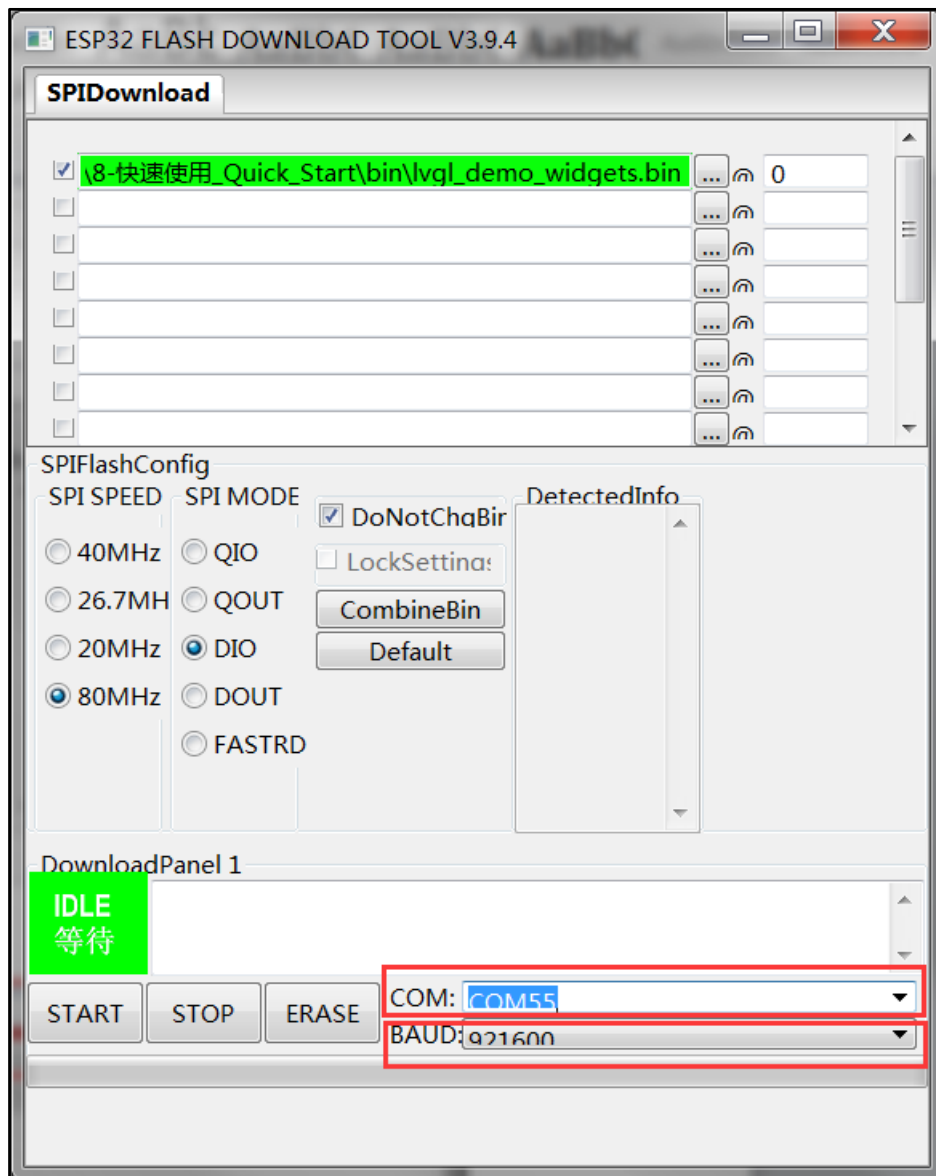 ESP32 FLASH DOWNLOAD TOOL V3.9.4
SPIDownload
\8-快速使用_Quick_Start\bin\lvgl_demo_widgets.bin ... @ 0
... @
... @
... @
... @
... @
... @
... @
SPIFlashConfig
SPI SPEED SPI MODE DetectedInfo
DoNotChgBin
40MHz QIO
LockSettings
26.7MH QOUT
CombineBin
20MHz DIO
Default
80MHz DOUT
FASTRD
DownloadPanel 1
IDLE
等待
START STOP ERASE
COM: COM55
BAUD: 921600